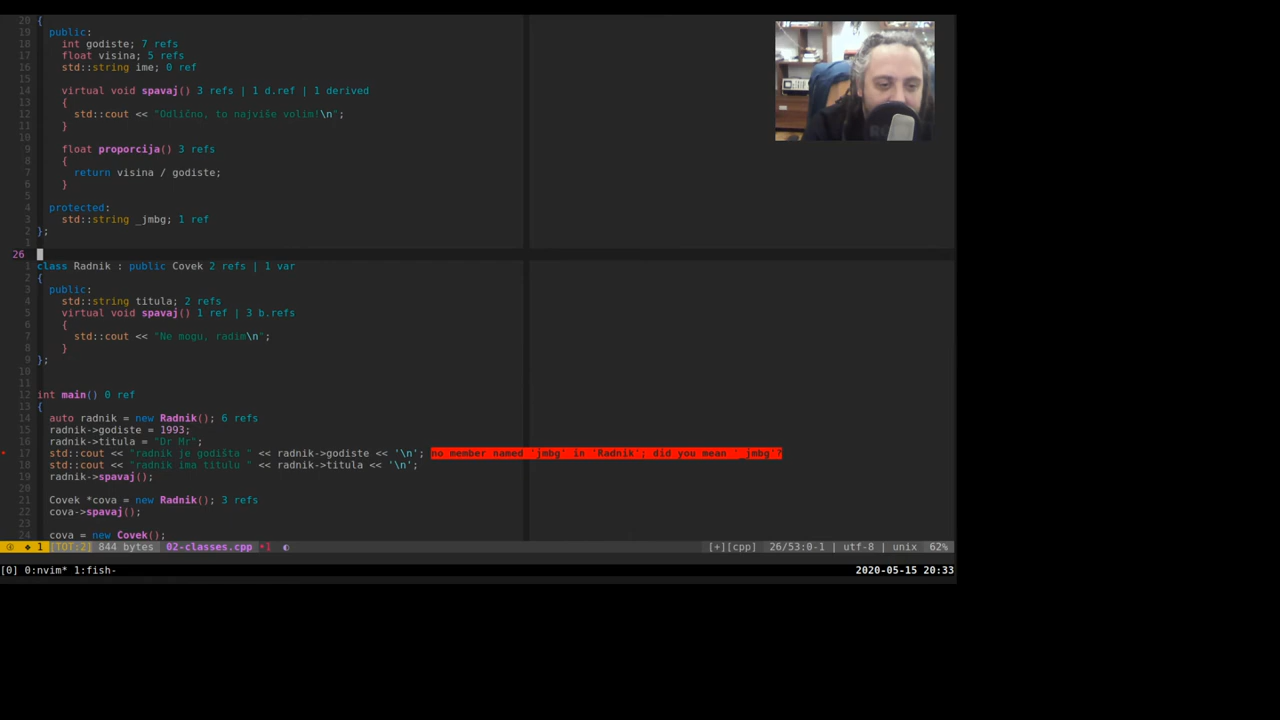 20 {
19 public:
18 int godiste; 7 refs
17 float visina; 5 refs
16 std::string ime; 0 ref
15
14 virtual void spavaj() 3 refs | 1 d.ref | 1 derived
13 {
12 std::cout << "Odlično, to najviše volim!\n";
11 }
10
9 float proporcija() 3 refs
8 {
7 return visina / godiste;
6 }
5
4 protected:
3 std::string _jmbg; 1 ref
2 };
1
26
1 class Radnik : public Covek 2 refs | 1 var
2 {
3 public:
4 std::string titula; 2 refs
5 virtual void spavaj() 1 ref | 3 b.refs
6 {
7 std::cout << "Ne mogu, radim\n";
8 }
9 };
10
11
12 int main() 0 ref
13 {
14 auto radnik = new Radnik(); 6 refs
15 radnik->godiste = 1993;
16 radnik->titula = "Dr Mr";
17 std::cout << "radnik je godišta " << radnik->godiste << '\n'; no member named 'jmbg' in 'Radnik'; did you mean '_jmbg'?
18 std::cout << "radnik ima titulu " << radnik->titula << '\n';
19 radnik->spavaj();
20
21 Covek *cova = new Radnik(); 3 refs
22 cova->spavaj();
23
24 cova = new Covek();
1 [TOT:2] 844 bytes 02-classes.cpp •1 [+][cpp] 26/53:0-1 | utf-8 | unix 62%
[0] 0:nvim* 1:fish- 2020-05-15 20:33